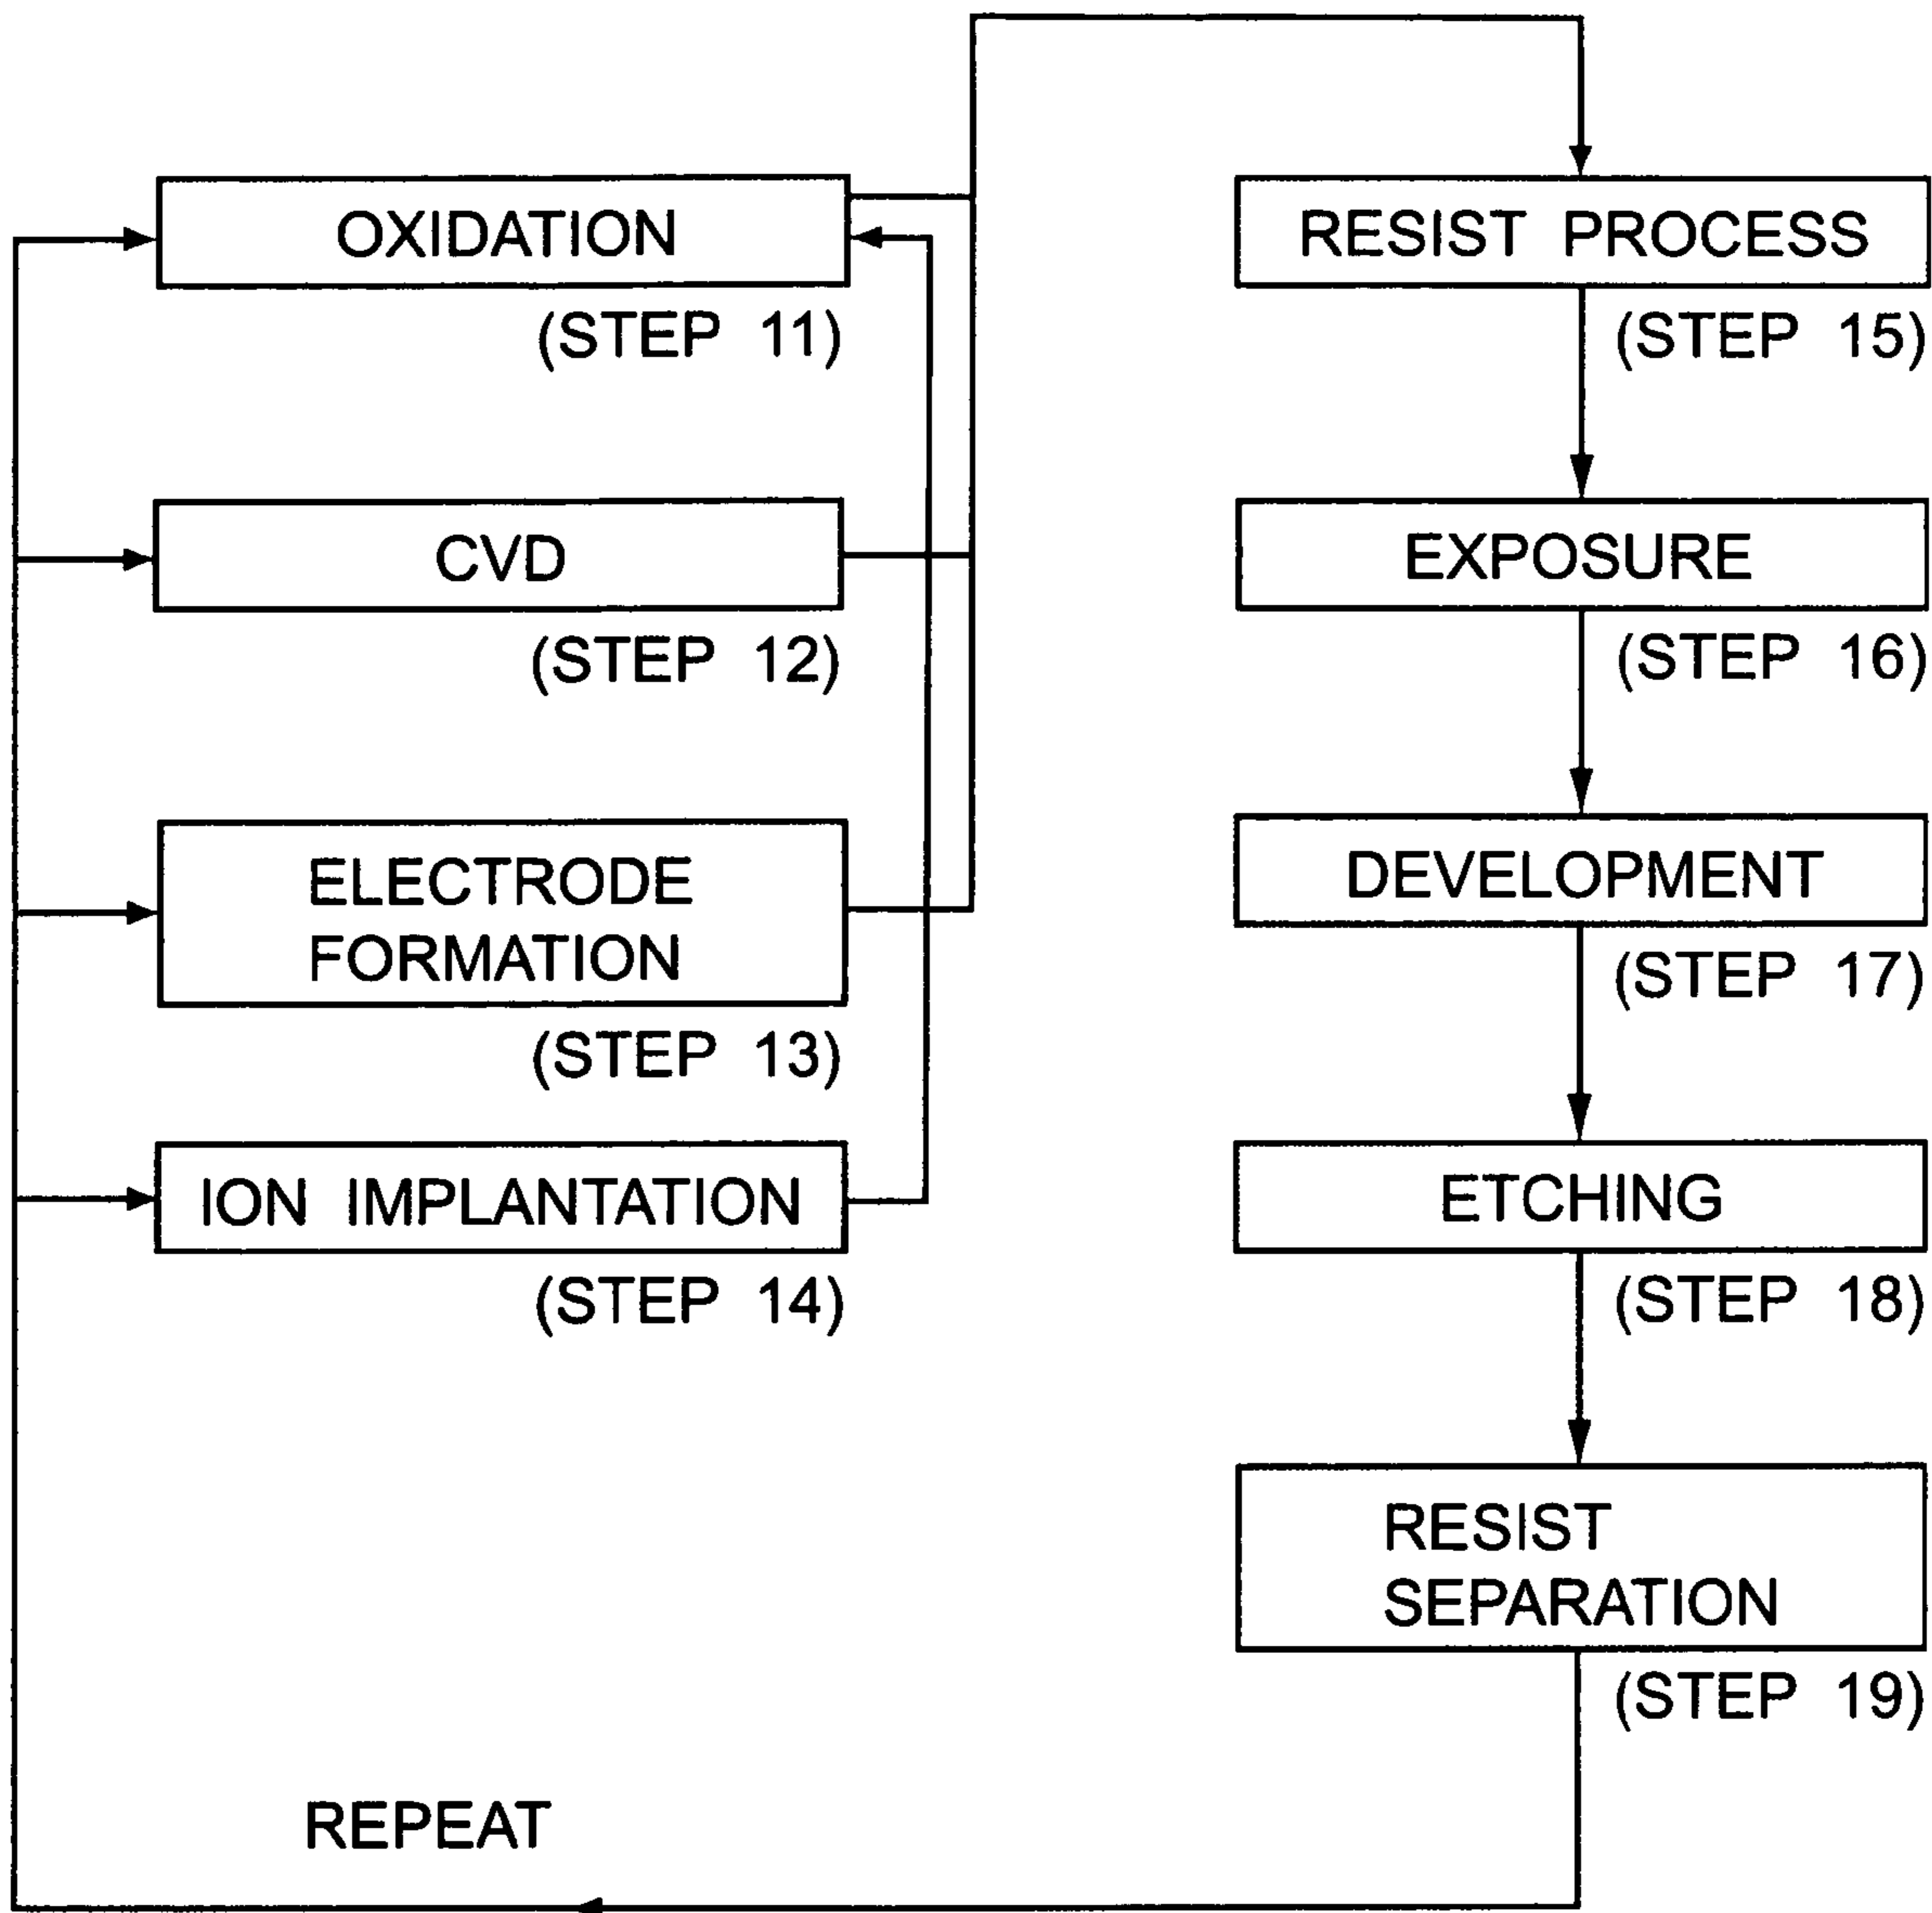 OXIDATION
(STEP 11)
CVD
(STEP 12)
ELECTRODE
FORMATION
(STEP 13)
ION IMPLANTATION
(STEP 14)
RESIST PROCESS
(STEP 15)
EXPOSURE
(STEP 16)
DEVELOPMENT
(STEP 17)
ETCHING
(STEP 18)
RESIST
SEPARATION
(STEP 19)
REPEAT